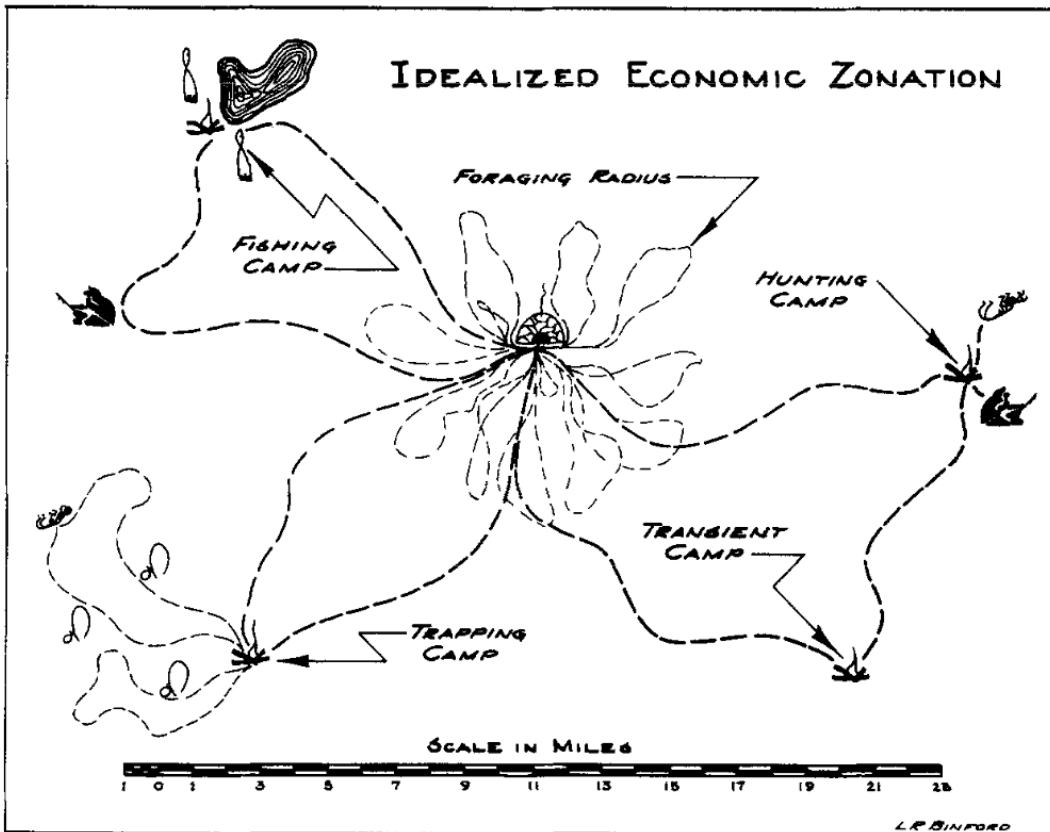 IDEALIZED ECONOMIC ZONATION
FORAGING RADIUS
FISHING
CAMP
HUNTING
CAMP
TRANSIENT
CAMP
TRAPPING
CAMP
SCALE IN MILES
1 0 1 3 5 7 9 11 13 15 17 19 21 23
L R BINFORD